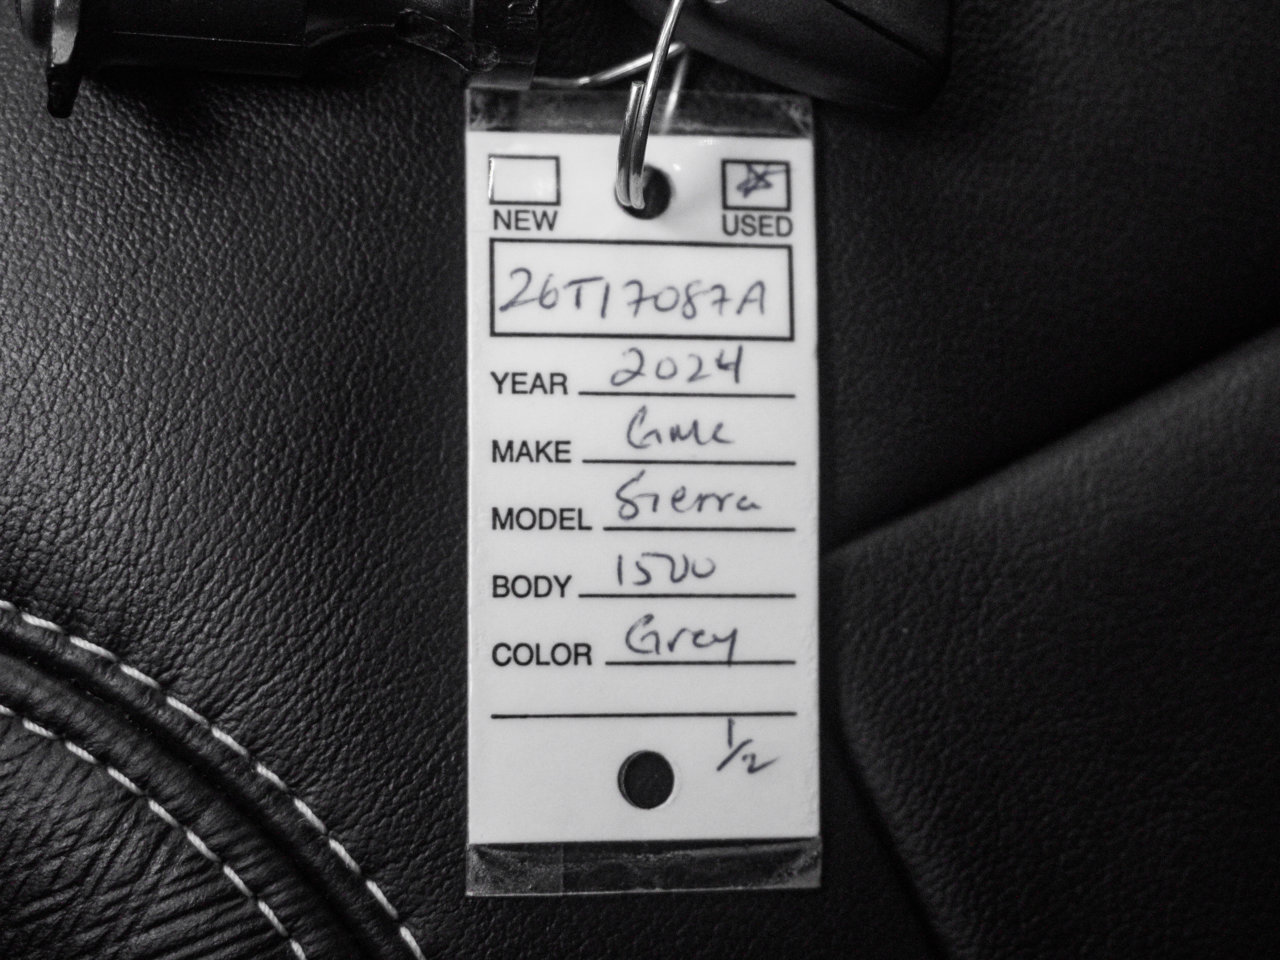 NEW USED
26T17087A
YEAR 2024
MAKE GMC
MODEL Sierra
BODY 1500
COLOR Grey
1/2